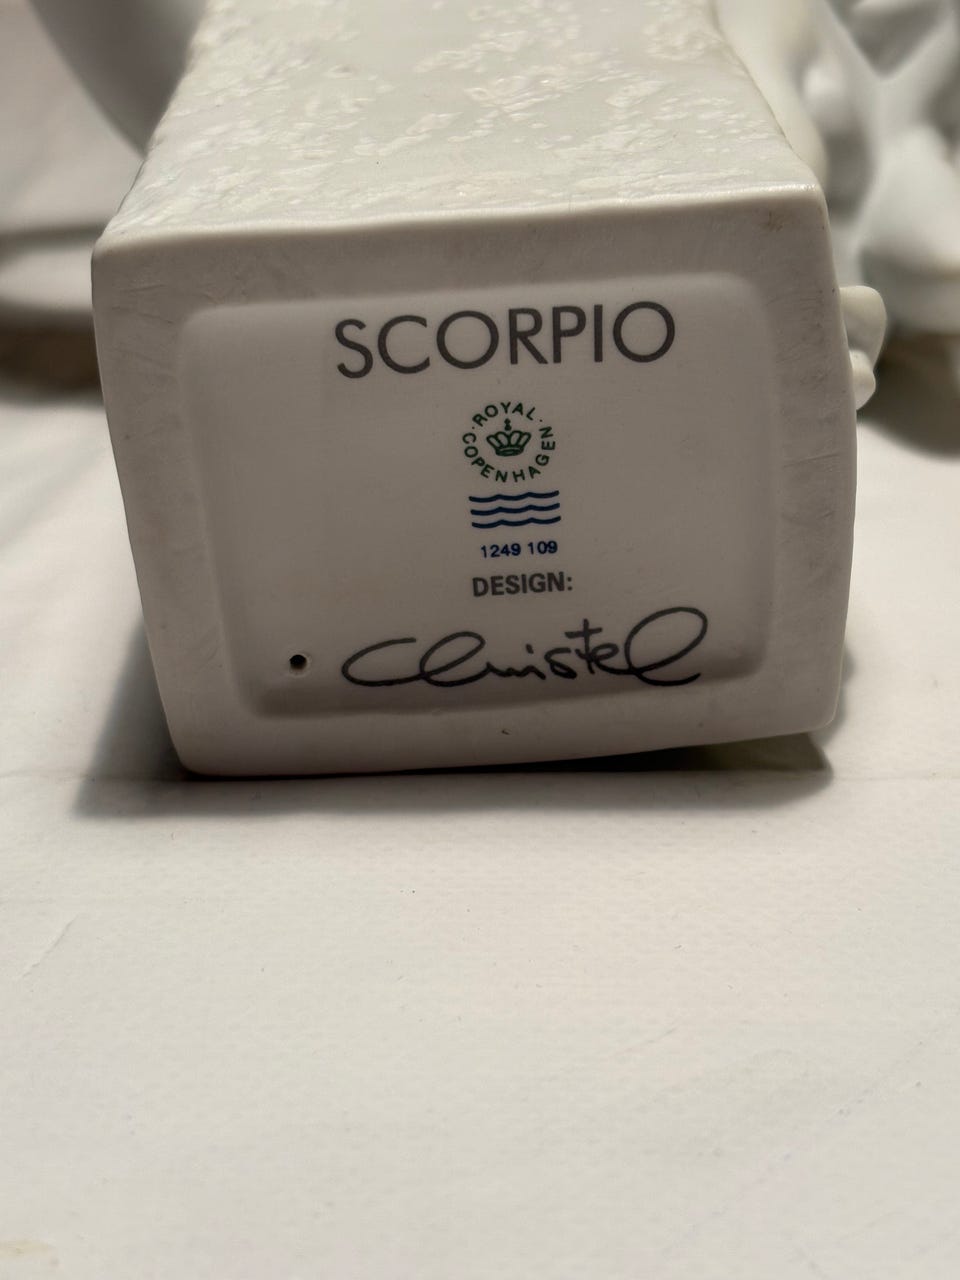 SCORPIO
ROYAL
COPENHAGEN
1249 109
DESIGN:
Christel